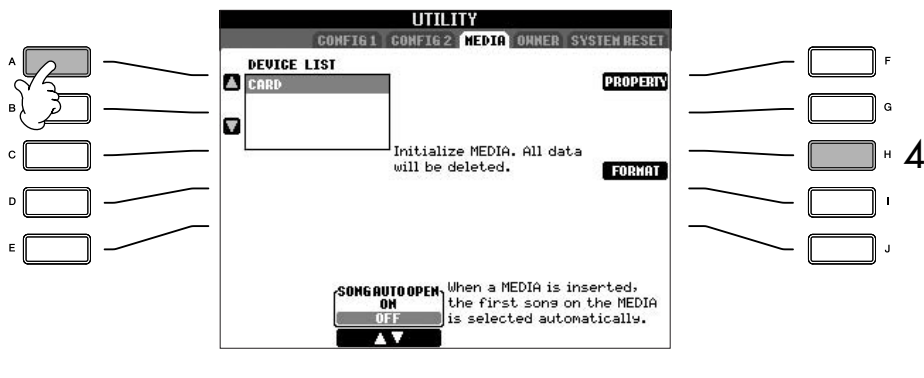 UTILITY
CONFIG 1 CONFIG 2 MEDIA OWNER SYSTEM RESET
DEVICE LIST
CARD
PROPERTY
Initialize MEDIA. All data
will be deleted.
FORMAT
SONG AUTO OPEN
ON
OFF
When a MEDIA is inserted,
the first song on the MEDIA
is selected automatically.
A
B
C
D
E
F
G
H
4
I
J